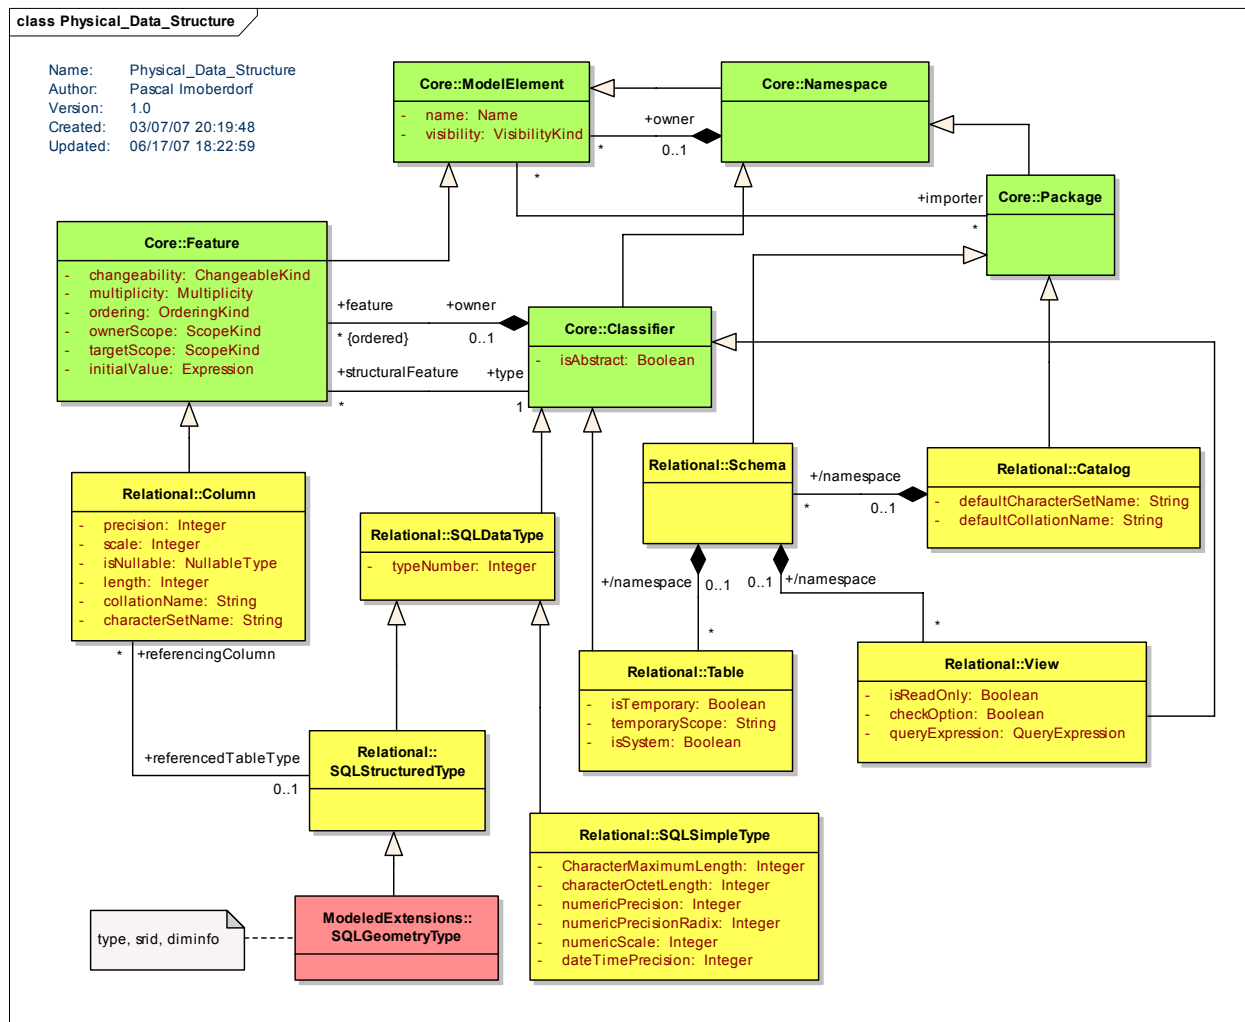 class Physical_Data_Structure
Name: Physical_Data_Structure
Author: Pascal Imoberdorf
Version: 1.0
Created: 03/07/07 20:19:48
Updated: 06/17/07 18:22:59
Core::ModelElement
- name: Name
- visibility: VisibilityKind
Core::Namespace
+owner
*
0..1
*
+importer
*
Core::Package
Core::Feature
- changeability: ChangeableKind
- multiplicity: Multiplicity
- ordering: OrderingKind
- ownerScope: ScopeKind
- targetScope: ScopeKind
- initialValue: Expression
+feature
+owner
* {ordered}
0..1
+structuralFeature
+type
*
1
Core::Classifier
- isAbstract: Boolean
Relational::Column
- precision: Integer
- scale: Integer
- isNullable: NullableType
- length: Integer
- collationName: String
- characterSetName: String
Relational::SQLDataType
- typeNumber: Integer
Relational::Schema
+/namespace
*
0..1
Relational::Catalog
- defaultCharacterSetName: String
- defaultCollationName: String
+/namespace
0..1
*
0..1
+/namespace
*
* +referencingColumn
+referencedTableType
0..1
Relational::Table
- isTemporary: Boolean
- temporaryScope: String
- isSystem: Boolean
Relational::View
- isReadOnly: Boolean
- checkOption: Boolean
- queryExpression: QueryExpression
Relational::
SQLStructuredType
Relational::SQLSimpleType
- CharacterMaximumLength: Integer
- characterOctetLength: Integer
- numericPrecision: Integer
- numericPrecisionRadix: Integer
- numericScale: Integer
- dateTimePrecision: Integer
ModeledExtensions::
SQLGeometryType
type, srid, diminfo